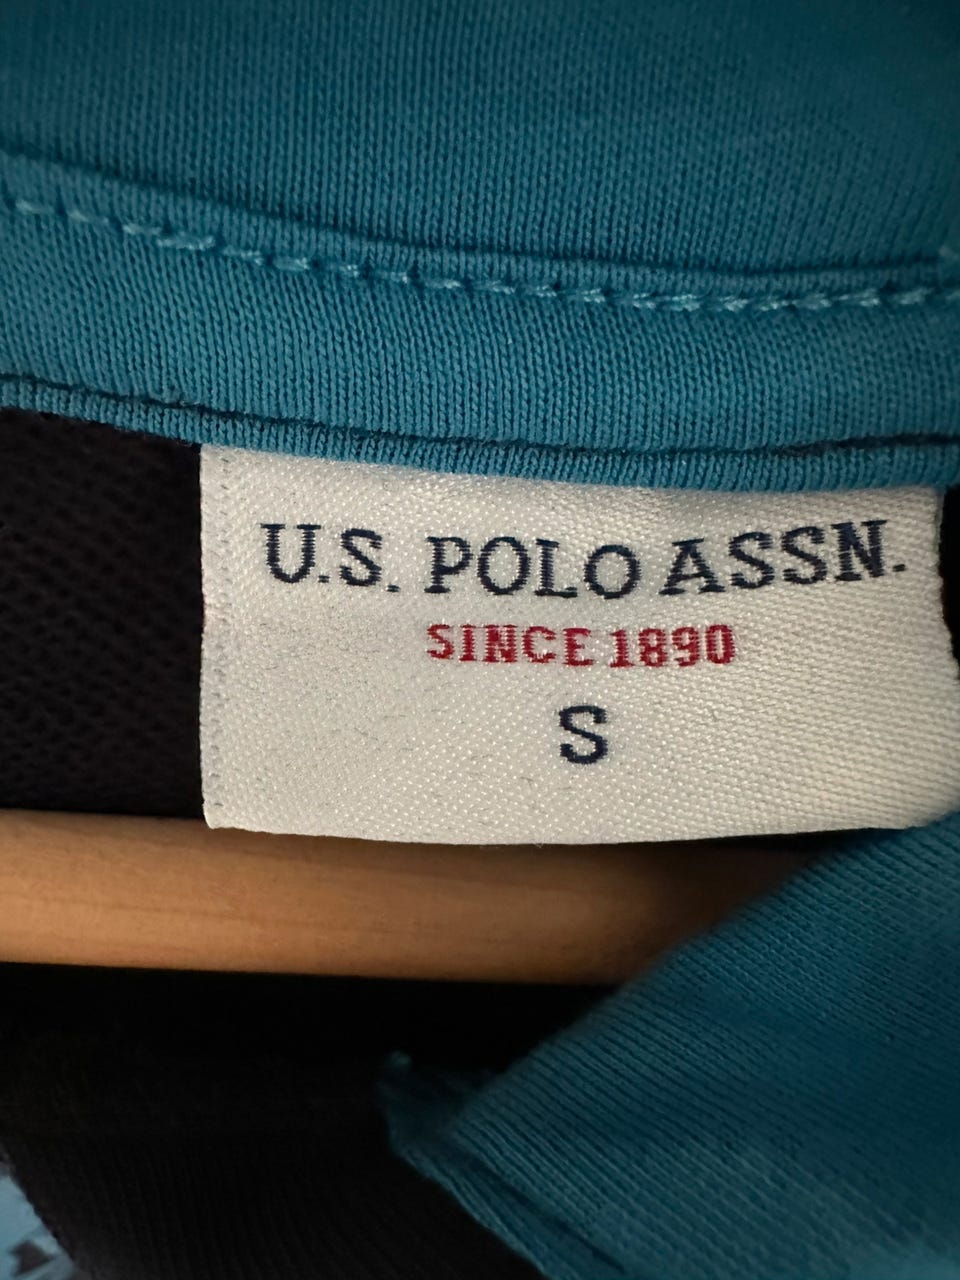 U.S. POLO ASSN.
SINCE 1890
S